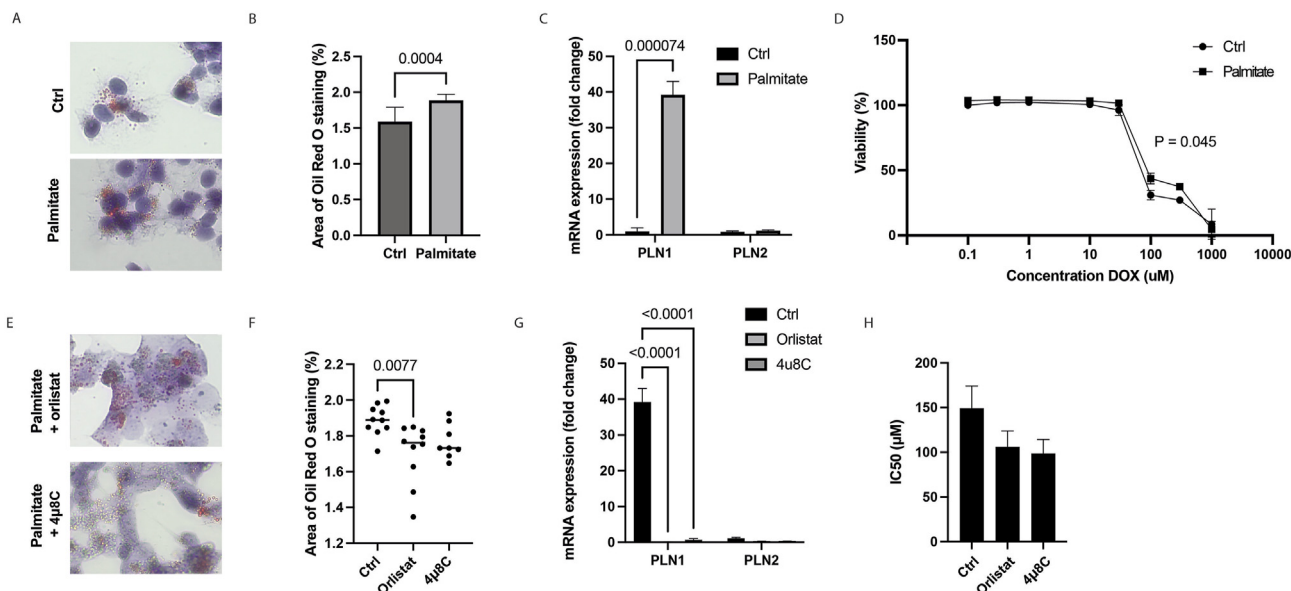 A
Ctrl
Palmitate
B
Area of Oil Red O staining (%)
2.5
2.0
1.5
1.0
0.5
0.0
0.0004
Ctrl
Palmitate
C
mRNA expression (fold change)
50
40
30
20
10
0
0.000074
Ctrl
Palmitate
PLN1
PLN2
D
Viability (%)
150
100
50
0
Ctrl
Palmitate
P = 0.045
0.1
1
10
100
1000
10000
Concentration DOX (uM)
E
Palmitate
+ orlistat
Palmitate
+ 4µ8C
F
Area of Oil Red O staining (%)
2.2
2.0
1.8
1.6
1.4
1.2
0.0077
Ctrl
Orlistat
4µ8C
G
mRNA expression (fold change)
50
40
30
20
10
0
<0.0001
<0.0001
Ctrl
Orlistat
4u8C
PLN1
PLN2
H
IC50 (µM)
200
150
100
50
0
Ctrl
Orlistat
4µ8C